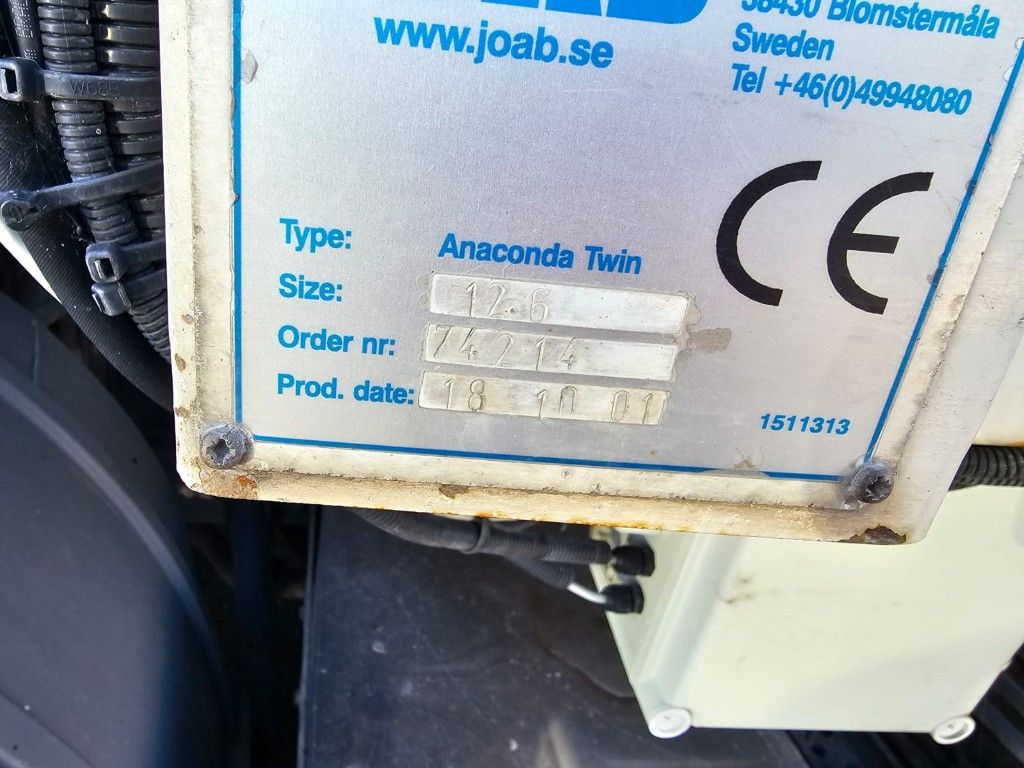 www.joab.se
38430 Blomstermåla
Sweden
Tel +46(0)49948080
CE
Type: Anaconda Twin
Size: 12.6
Order nr: 74214
Prod. date: 18 10 01
1511313